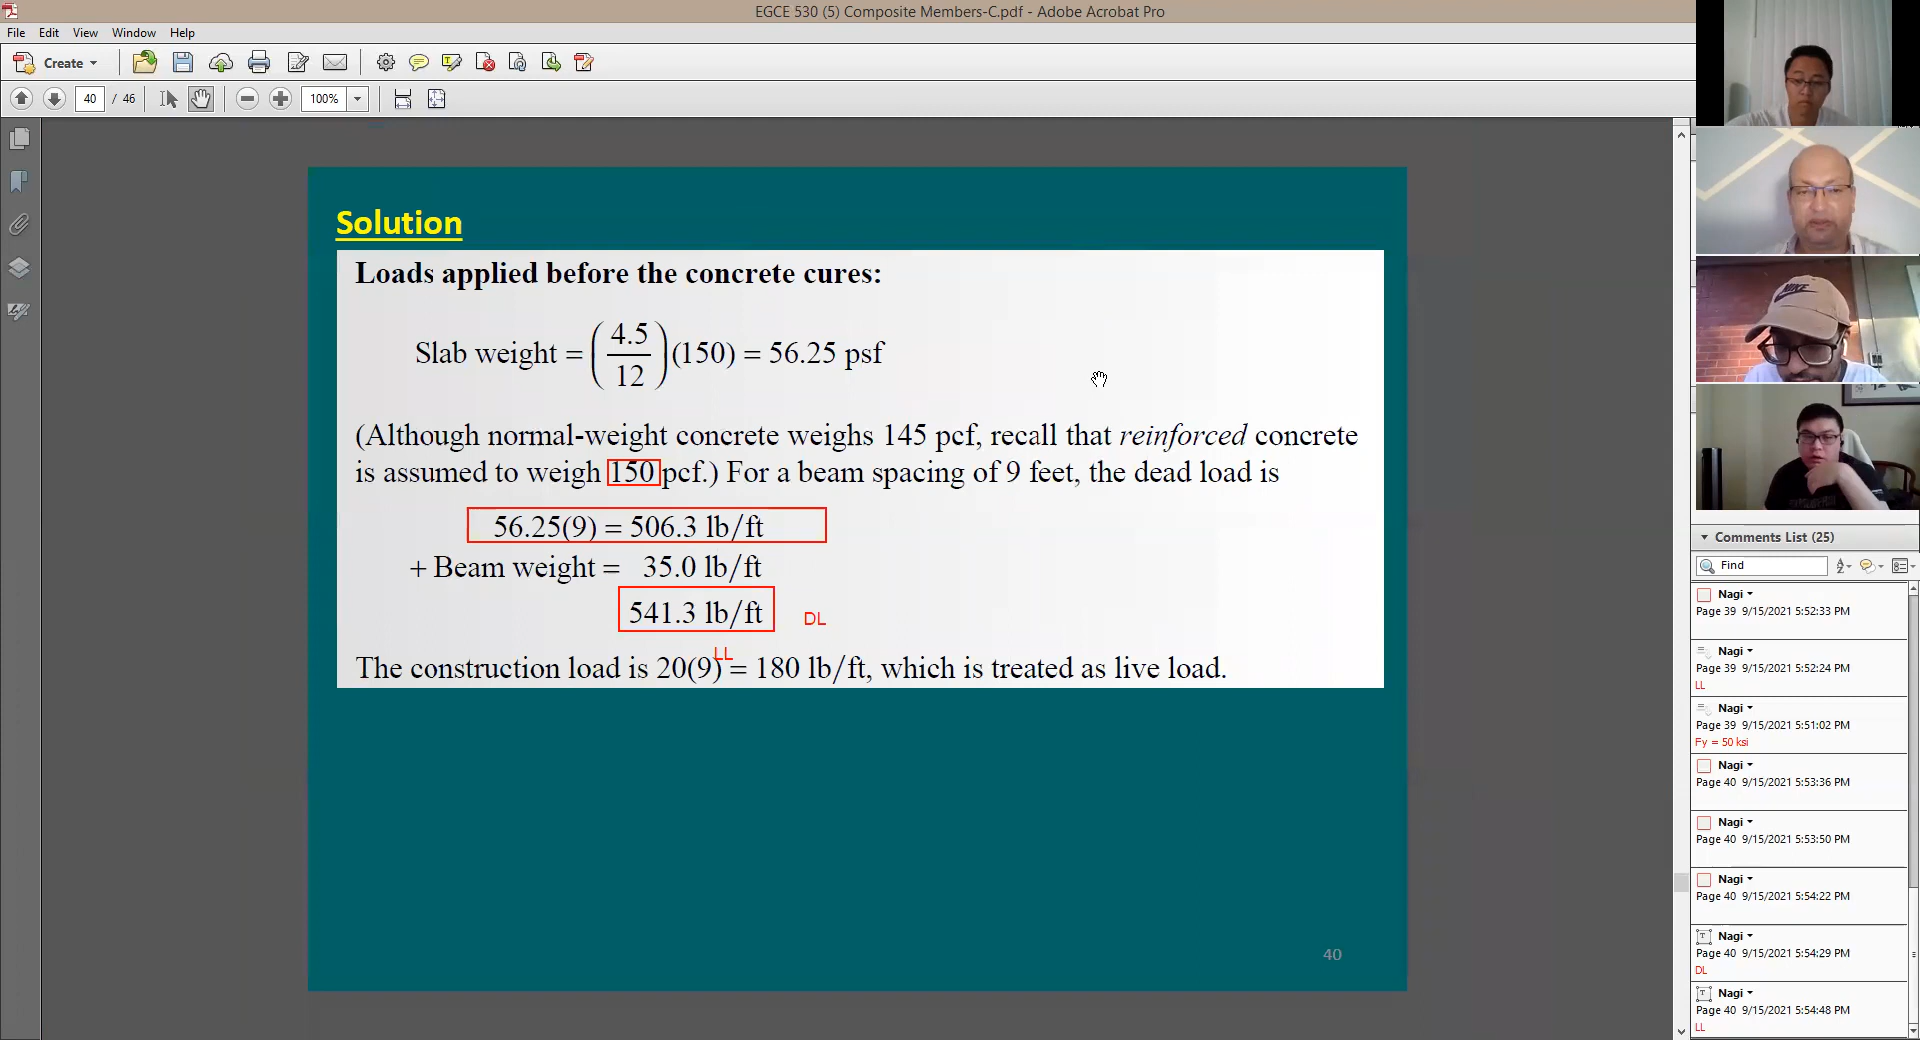 EGCE 530 (5) Composite Members-C.pdf - Adobe Acrobat Pro
File Edit View Window Help
Create
40 / 46 100%
Solution
Loads applied before the concrete cures:
Slab weight = (4.5/12)(150) = 56.25 psf
(Although normal-weight concrete weighs 145 pcf, recall that reinforced concrete
is assumed to weigh 150 pcf.) For a beam spacing of 9 feet, the dead load is
56.25(9) = 506.3 lb/ft
+ Beam weight = 35.0 lb/ft
541.3 lb/ft DL
LL
The construction load is 20(9) = 180 lb/ft, which is treated as live load.
40
NIKE
Comments List (25)
Find
Nagi
Page 39 9/15/2021 5:52:33 PM
Nagi
Page 39 9/15/2021 5:52:24 PM
LL
Nagi
Page 39 9/15/2021 5:51:02 PM
Fy = 50 ksi
Nagi
Page 40 9/15/2021 5:53:36 PM
Nagi
Page 40 9/15/2021 5:53:50 PM
Nagi
Page 40 9/15/2021 5:54:22 PM
Nagi
Page 40 9/15/2021 5:54:29 PM
DL
Nagi
Page 40 9/15/2021 5:54:48 PM
LL